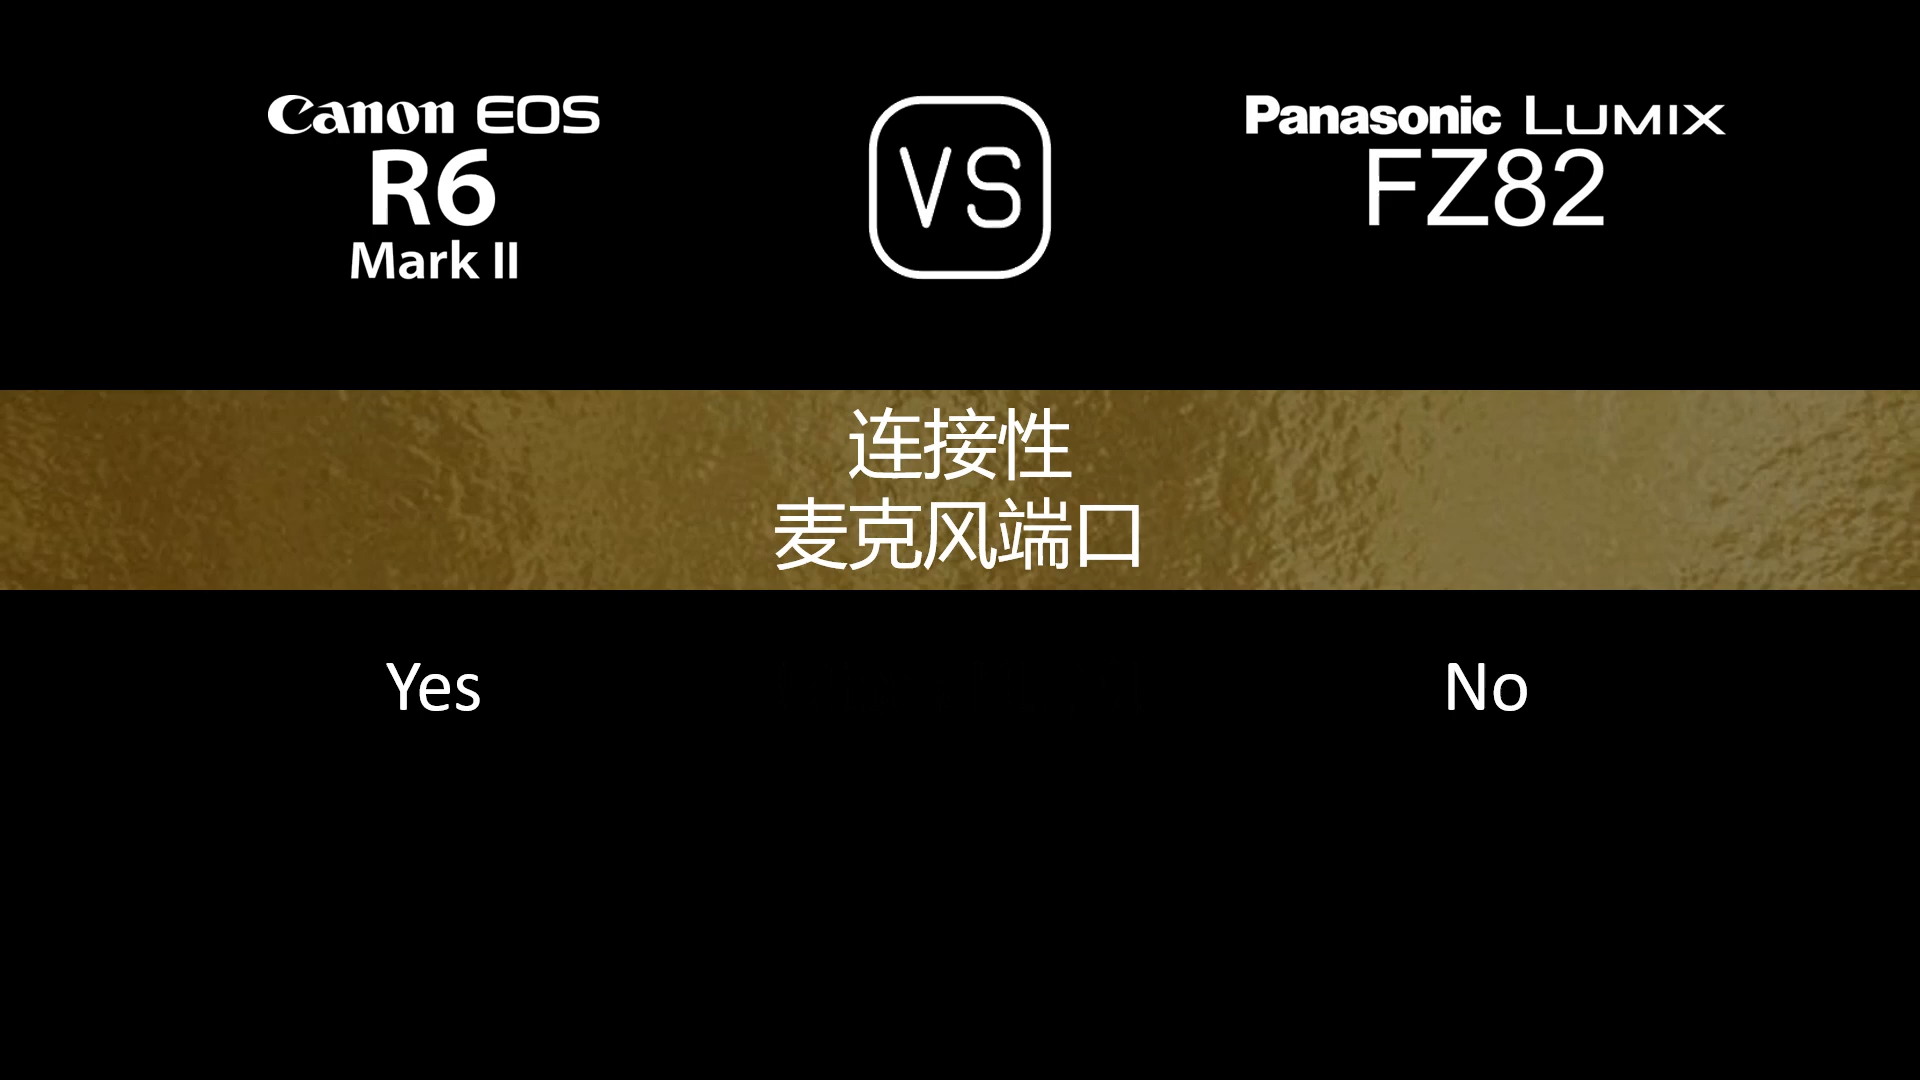 Canon EOS
R6
Mark II
VS
Panasonic LUMIX
FZ82
连接性
麦克风端口
Yes
No